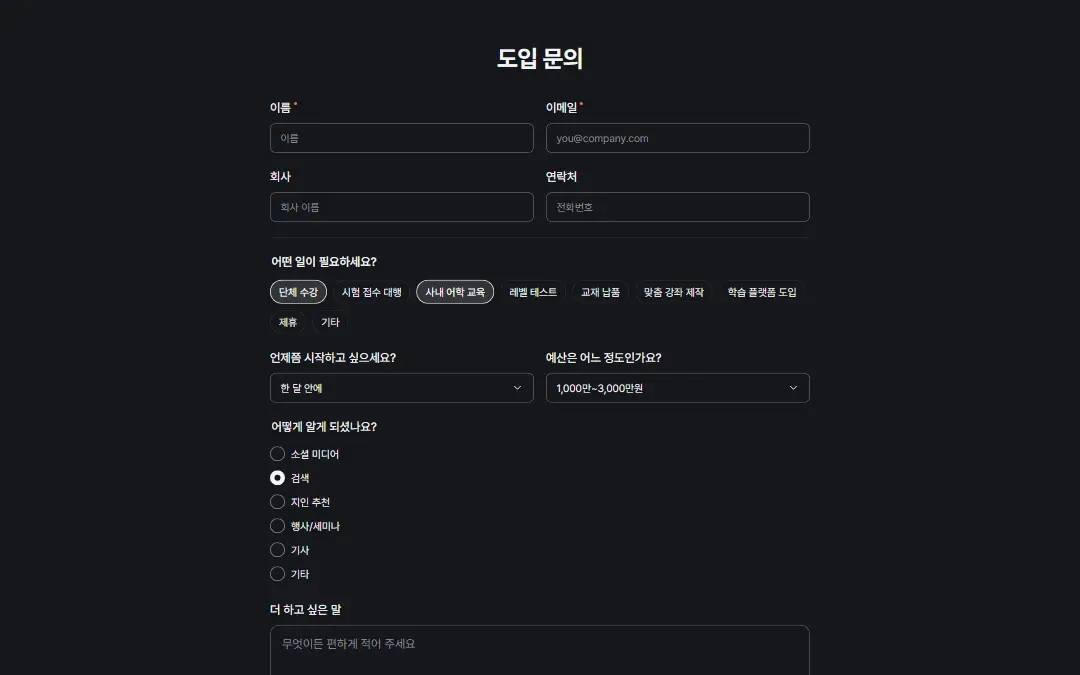 도입 문의
이름 *
이메일 *
이름
you@company.com
회사
연락처
회사 이름
전화번호
어떤 일이 필요하세요?
단체 수강 시험 접수 대행 사내 어학 교육 레벨 테스트 교재 납품 맞춤 강좌 제작 학습 플랫폼 도입
제휴 기타
언제쯤 시작하고 싶으세요?
예산은 어느 정도인가요?
한 달 안에
1,000만~3,000만원
어떻게 알게 되셨나요?
소셜 미디어
검색
지인 추천
행사/세미나
기사
기타
더 하고 싶은 말
무엇이든 편하게 적어 주세요